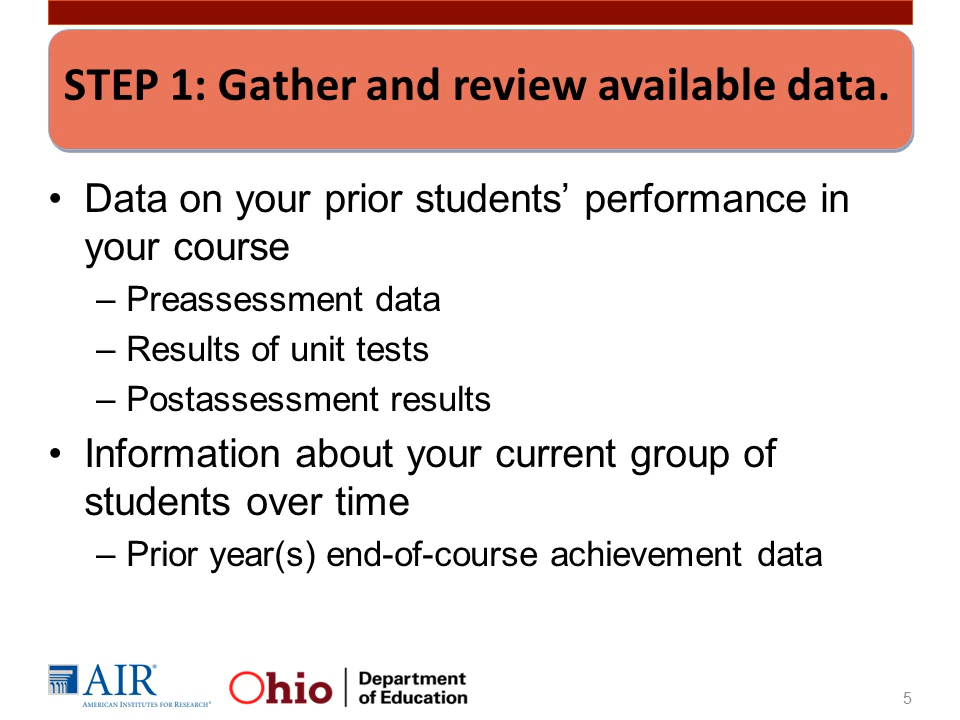 STEP 1: Gather and review available data.
• Data on your prior students’ performance in
your course
– Preassessment data
– Results of unit tests
– Postassessment results
• Information about your current group of
students over time
– Prior year(s) end-of-course achievement data
AIR®
AMERICAN INSTITUTES FOR RESEARCH®
Ohio
Department
of Education
5